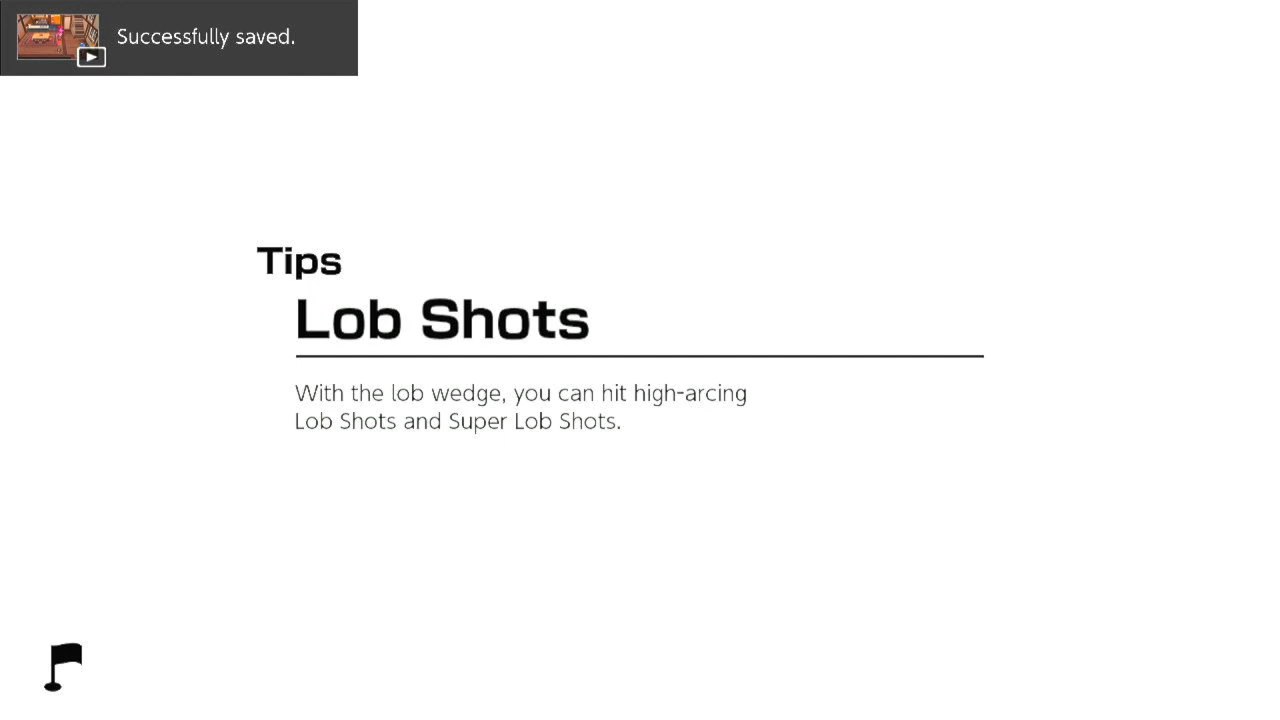 Successfully saved.
Tips
Lob Shots
With the lob wedge, you can hit high-arcing
Lob Shots and Super Lob Shots.